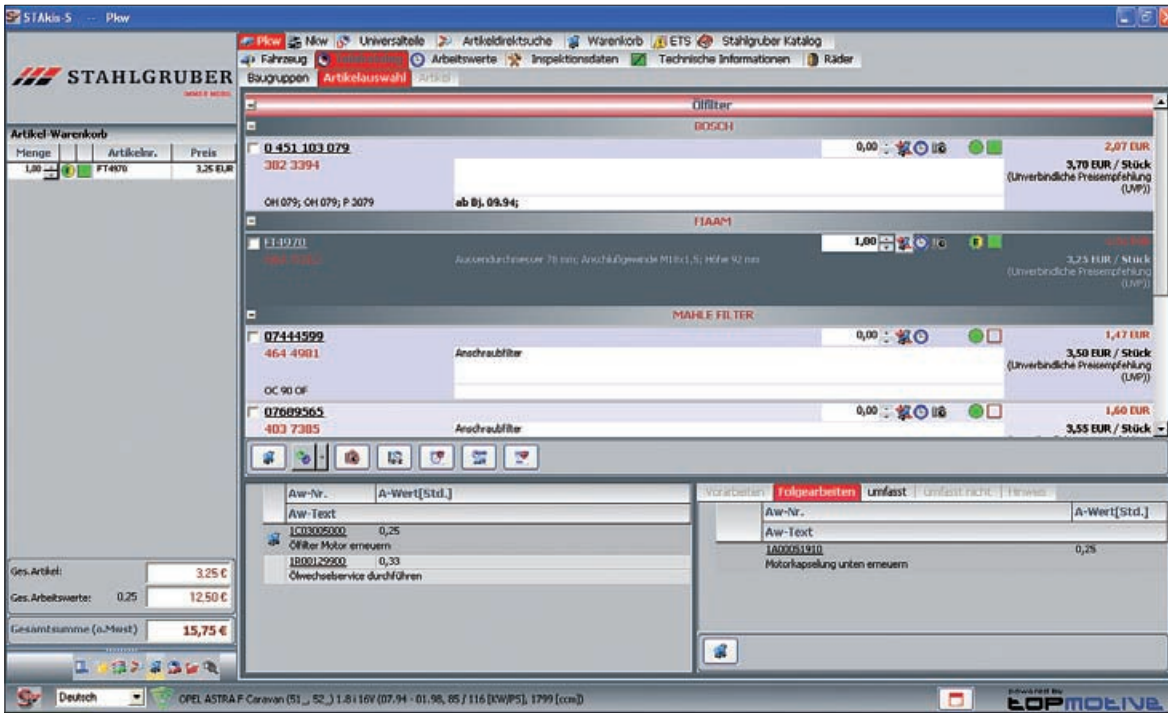 STAkis-S -- Pkw
Pkw Nkw Universalteile Artikeldirektsuche Warenkorb ETS Stahlgruber Katalog
Fahrzeug Arbeitswerte Inspektionsdaten Technische Informationen Räder
STAHLGRUBER
Baugruppen Artikelauswahl Artikel
Ölfilter
BOSCH
Artikel-Warenkorb
Menge Artikelnr. Preis
1,00 E FT4970 3,25 EUR
0 451 103 079 0,00 2,07 EUR
382 3394 3,70 EUR / Stück
(Unverbindliche Preisempfehlung
(UVP))
OH 079; OH 079; P 3079 ab Bj. 09.94;
FIAAM
FT4970 1,00 E
Aussendurchmesser 78 mm; Anschlußgewinde M18x1,5; Höhe 92 mm 3,25 EUR / Stück
(Unverbindliche Preisempfehlung
(UVP))
MAHLE FILTER
07444599 0,00 1,47 EUR
464 4981 Anschraubfilter 3,50 EUR / Stück
(Unverbindliche Preisempfehlung
(UVP))
OC 90 OF
07689565 0,00 1,60 EUR
403 7385 Anschraubfilter 3,55 EUR / Stück
Aw-Nr. A-Wert[Std.]
Aw-Text
1C03005000 0,25
Ölfilter Motor erneuern
1R00129900 0,33
Ölwechselservice durchführen
Vorarbeiten Folgearbeiten umfasst umfasst nicht Hinweis
Aw-Nr. A-Wert[Std.]
Aw-Text
1A00051910 0,25
Motorkapselung unten erneuern
Ges.Artikel: 3,25 €
Ges.Arbeitswerte: 0.25 12,50 €
Gesamtsumme (o.Mwst) 15,75 €
Deutsch OPEL ASTRA F Caravan (51_, 52_) 1.8 i 16V (07.94 - 01.98, 85 / 116 [KW/PS], 1799 [ccm])
powered by
TOPMOTIVE